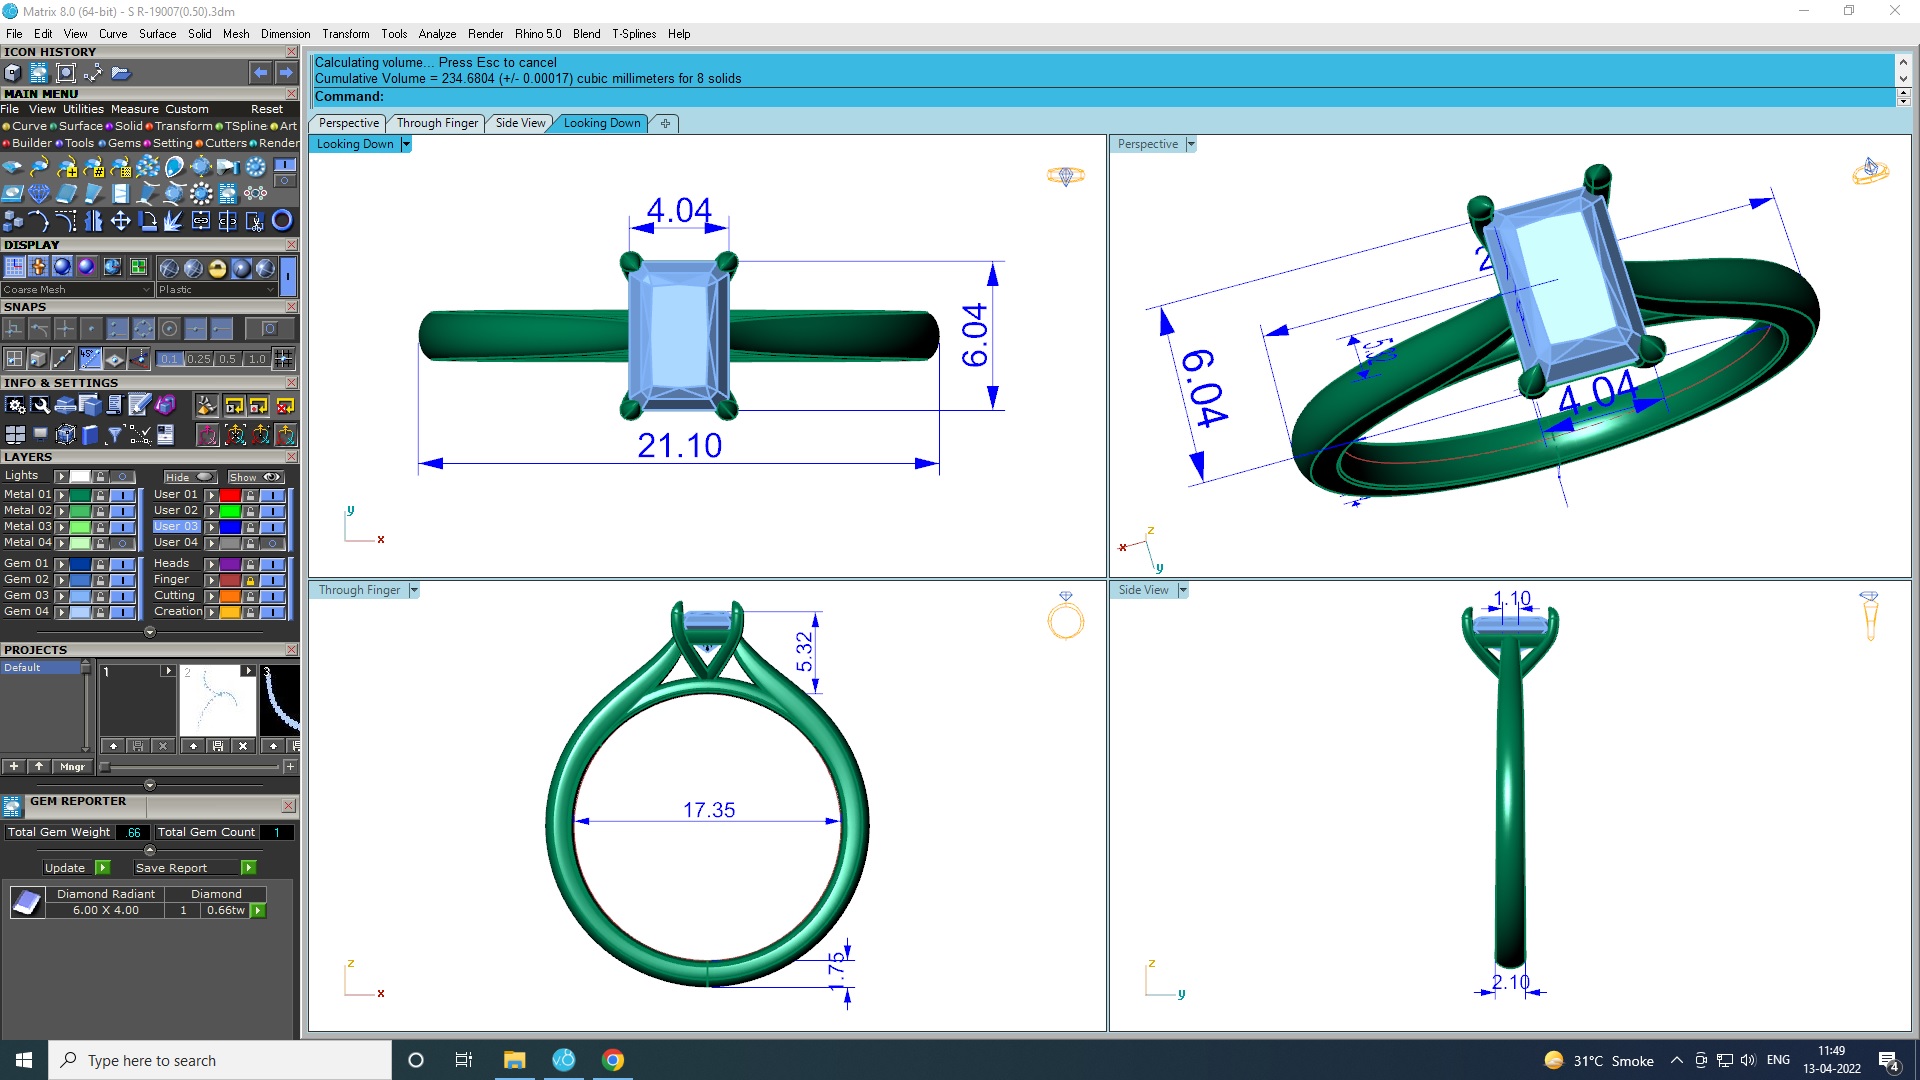 Matrix 8.0 (64-bit) - S R-19007(0.50).3dm
File Edit View Curve Surface Solid Mesh Dimension Transform Tools Analyze Render Rhino 5.0 Blend T-Splines Help
ICON HISTORY
MAIN MENU
File View Utilities Measure Custom Reset
Curve Surface Solid Transform TSpline Art
Builder Tools Gems Setting Cutters Render
DISPLAY
Coarse Mesh Plastic
SNAPS
45° 0.1 0.25 0.5 1.0
INFO & SETTINGS
LAYERS
Lights Hide Show
Metal 01 User 01
Metal 02 User 02
Metal 03 User 03
Metal 04 User 04
Gem 01 Heads
Gem 02 Finger
Gem 03 Cutting
Gem 04 Creation
PROJECTS
Default 1 2 3
Mngr
GEM REPORTER
Total Gem Weight .66 Total Gem Count 1
Update Save Report
Diamond Radiant Diamond
6.00 X 4.00 1 0.66tw
Calculating volume... Press Esc to cancel
Cumulative Volume = 234.6804 (+/- 0.00017) cubic millimeters for 8 solids
Command:
Perspective Through Finger Side View Looking Down
Looking Down
4.04
6.04
21.10
y
x
Perspective
2
5.32
6.04
4.04
z
x
y
Through Finger
5.32
17.35
1.75
z
x
Side View
1.10
2.10
z
y
Type here to search
31°C Smoke ENG
11:49
13-04-2022
4